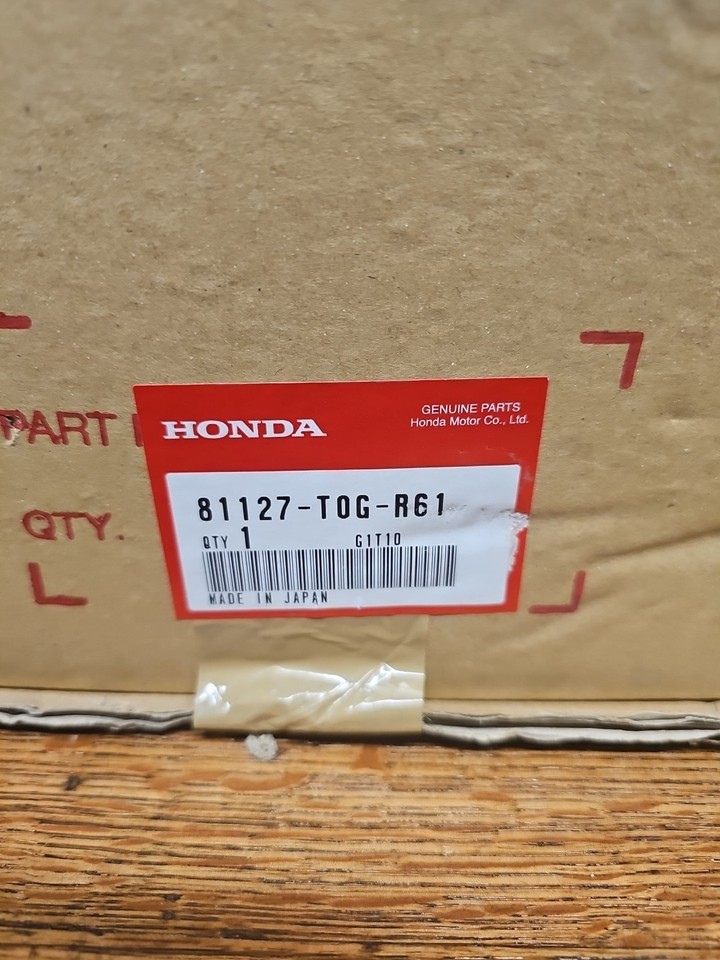 HONDA
GENUINE PARTS
Honda Motor Co., Ltd.
PART
81127-T0G-R61
QTY 1 G1T10
QTY.
MADE IN JAPAN